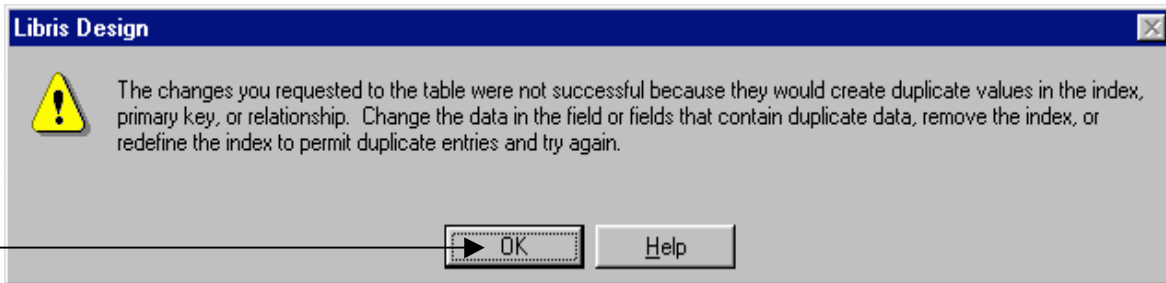 Libris Design
The changes you requested to the table were not successful because they would create duplicate values in the index,
primary key, or relationship.  Change the data in the field or fields that contain duplicate data, remove the index, or
redefine the index to permit duplicate entries and try again.
OK
Help